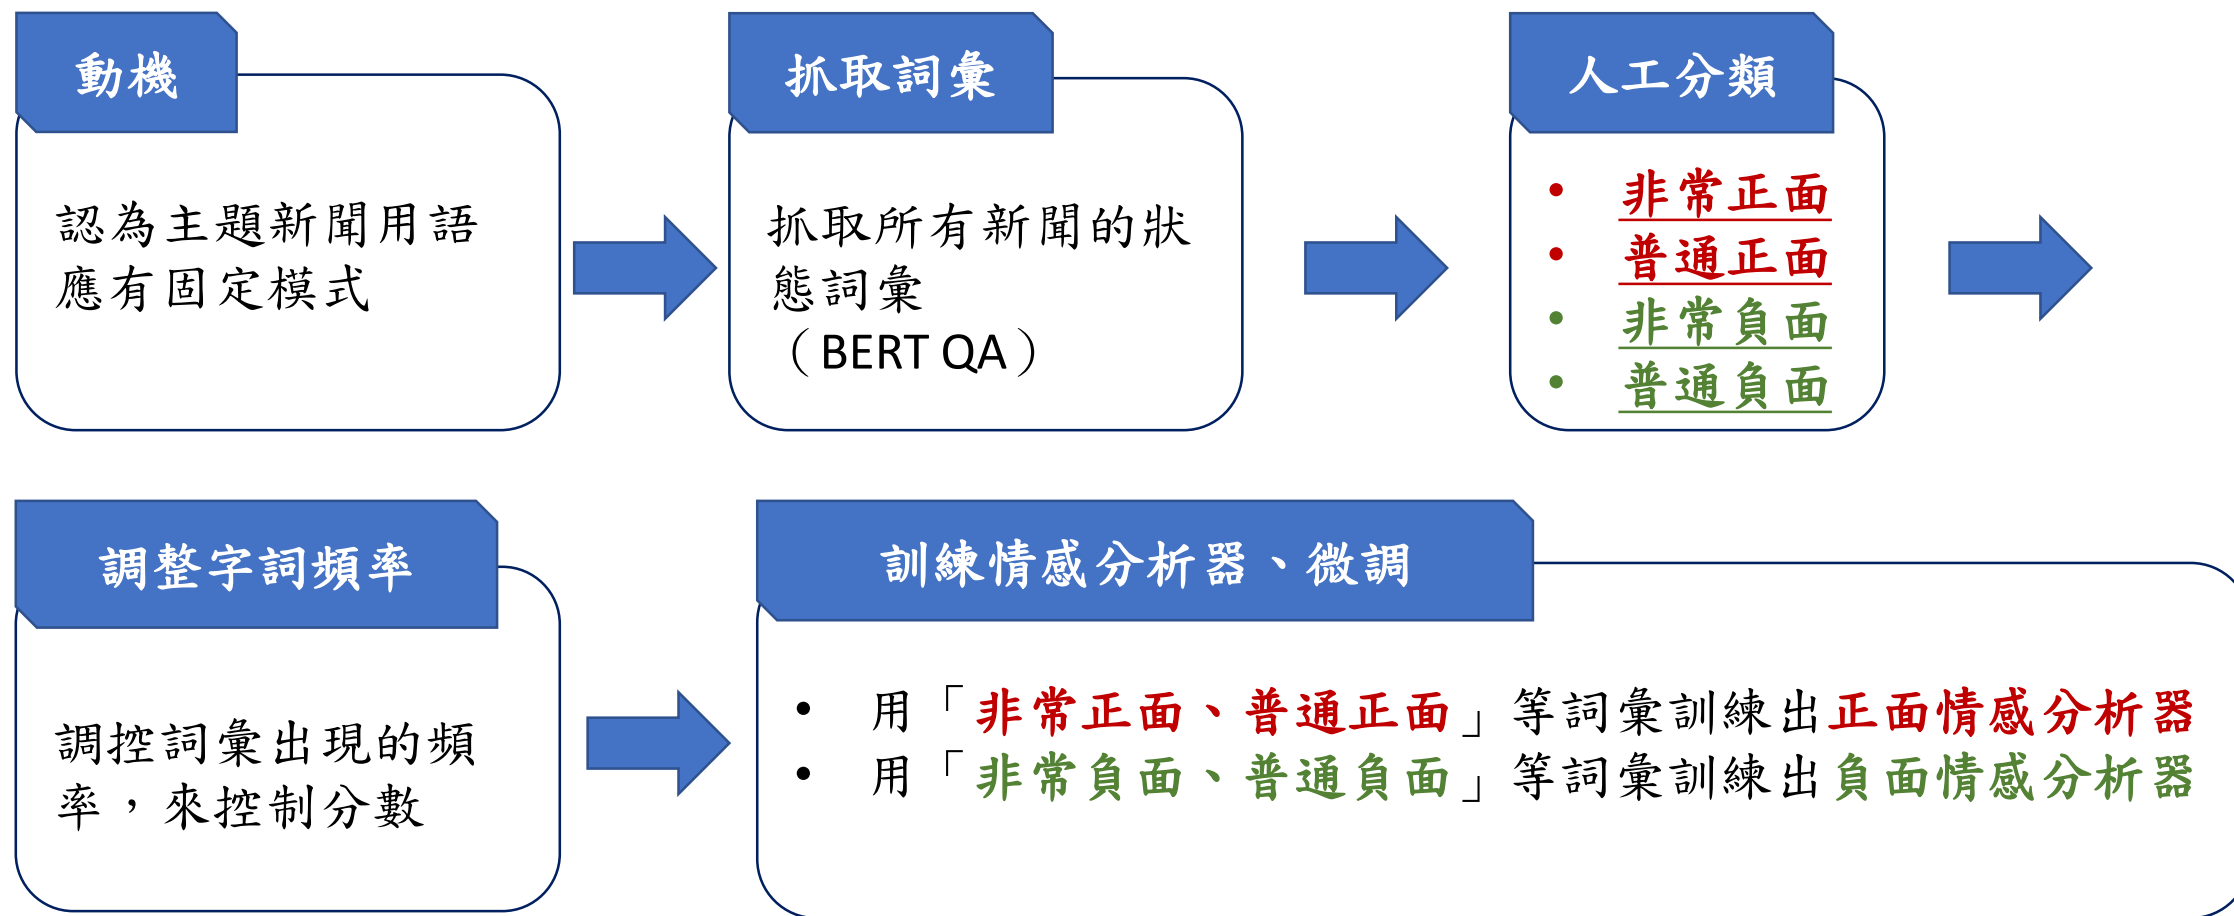 動機
認為主題新聞用語
應有固定模式
抓取詞彙
抓取所有新聞的狀
態詞彙
（BERT QA）
人工分類
• 非常正面
• 普通正面
• 非常負面
• 普通負面
調整字詞頻率
調控詞彙出現的頻
率，來控制分數
訓練情感分析器、微調
• 用「非常正面、普通正面」等詞彙訓練出正面情感分析器
• 用「非常負面、普通負面」等詞彙訓練出負面情感分析器